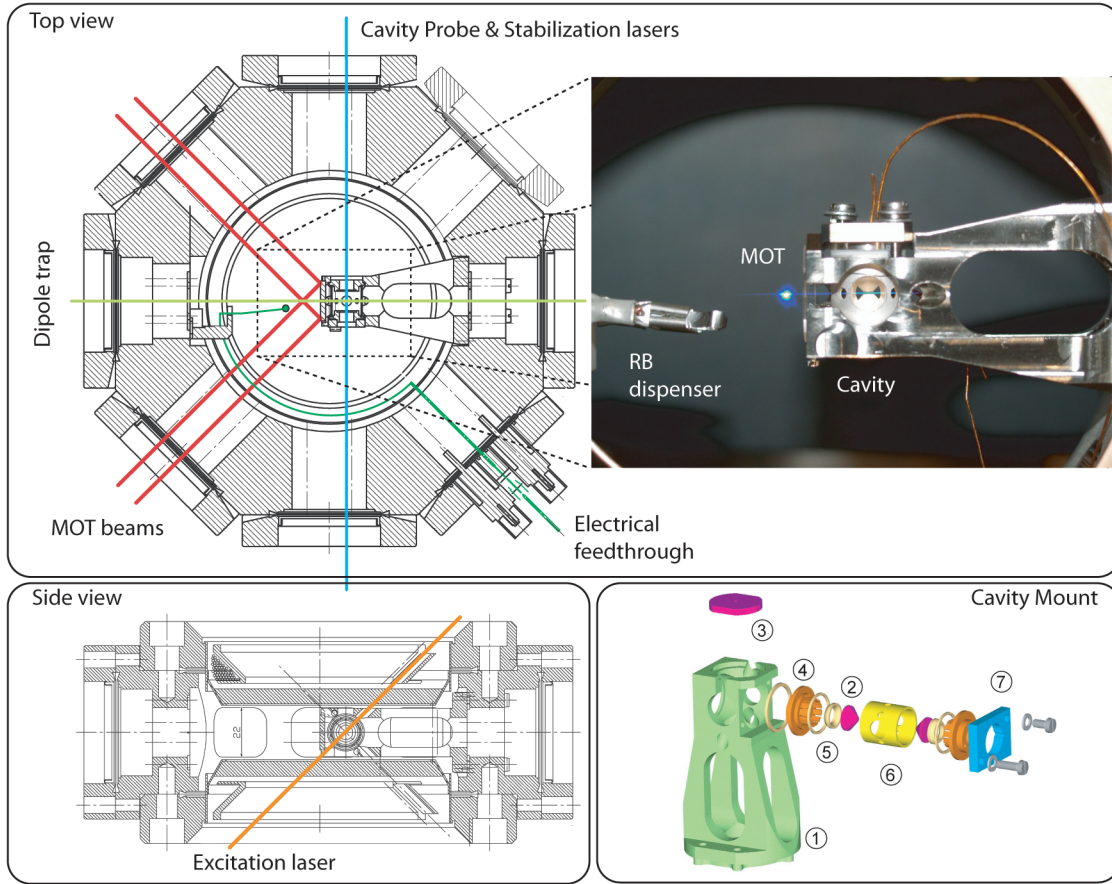 Top view
Cavity Probe & Stabilization lasers
Dipole trap
MOT
RB
dispenser
Cavity
MOT beams
Electrical
feedthrough
Side view
22
Excitation laser
Cavity Mount
③
④
②
⑦
⑤
⑥
①